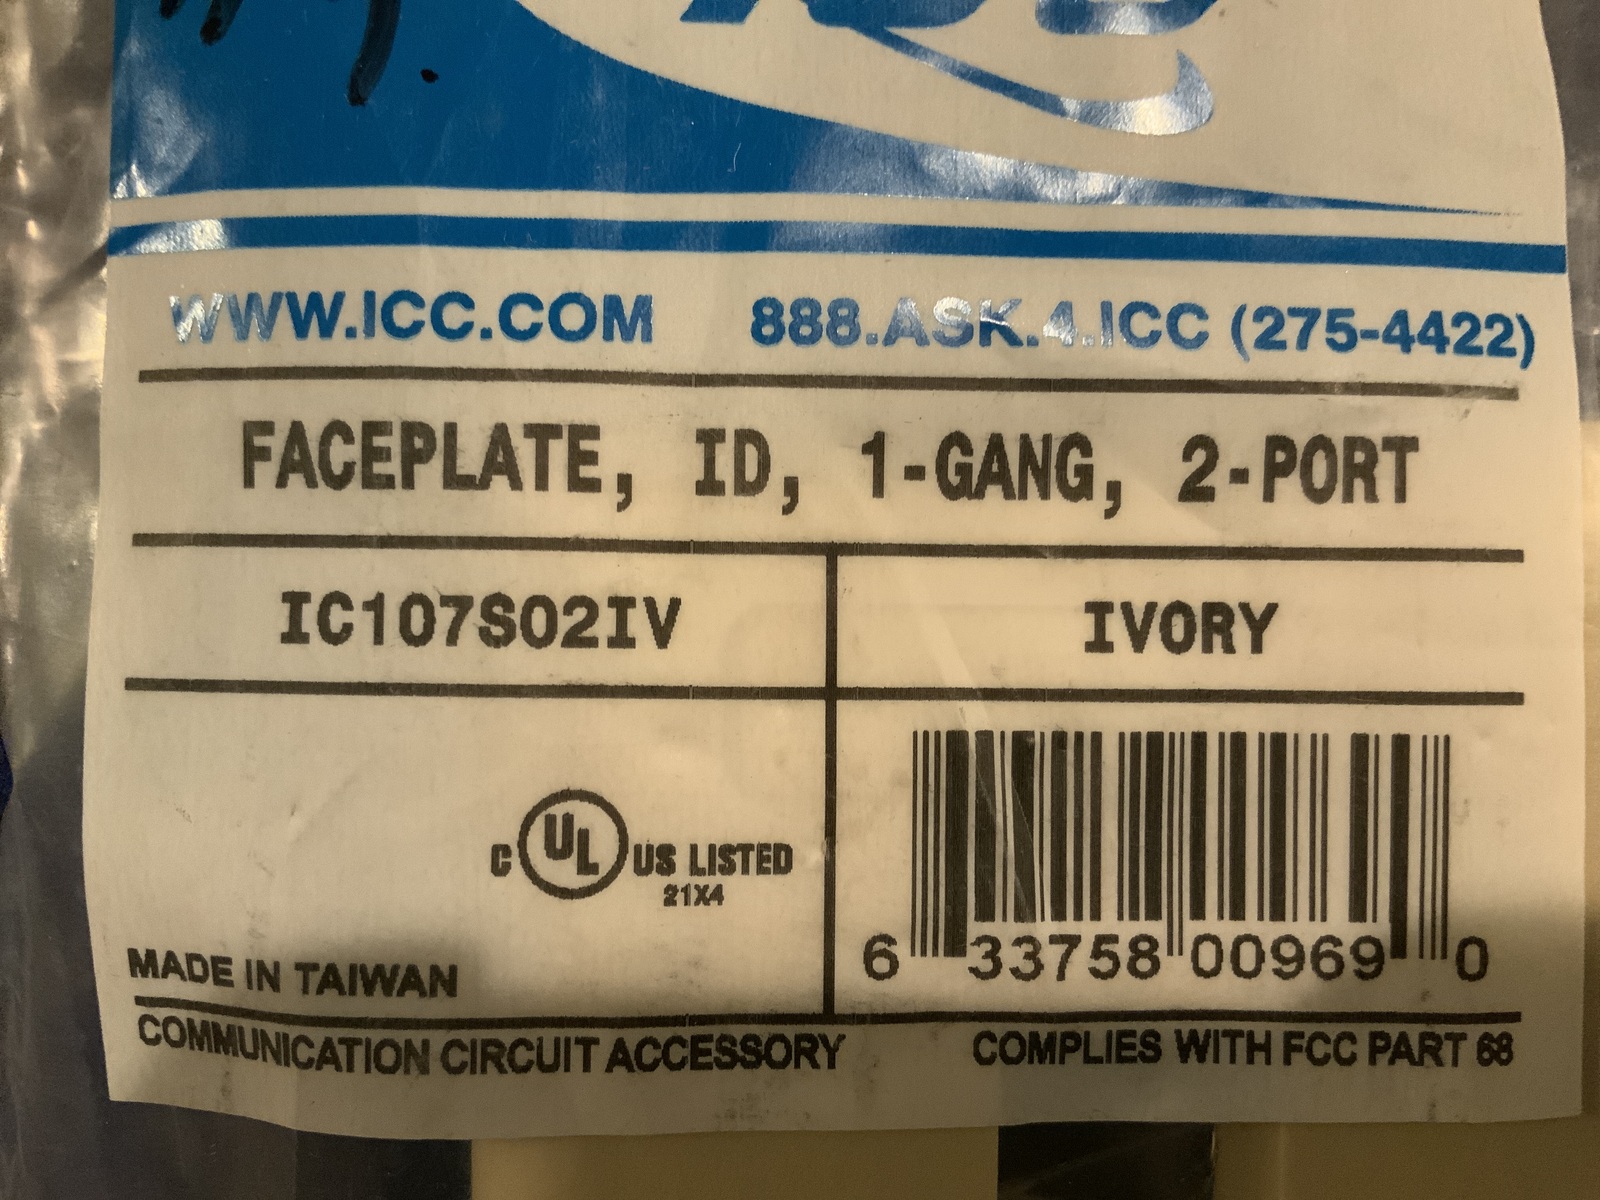 WWW.ICC.COM 888.ASK.4.ICC (275-4422)
FACEPLATE, ID, 1-GANG, 2-PORT
IC107S02IV IVORY
C UL US LISTED
21X4
6 33758 00969 0
MADE IN TAIWAN
COMMUNICATION CIRCUIT ACCESSORY COMPLIES WITH FCC PART 68